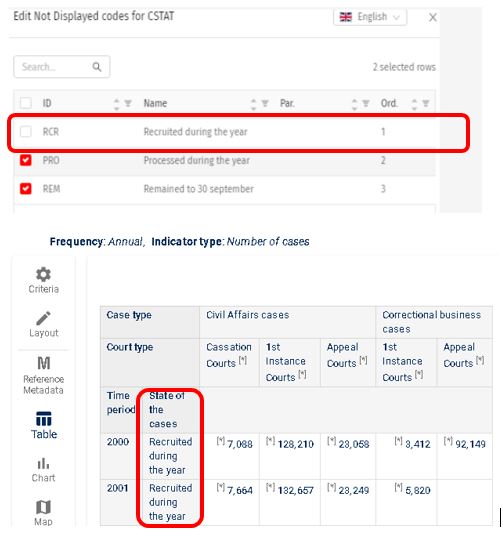 Edit Not Displayed codes for CSTAT English X
Search... 2 selected rows
ID Name Par. Ord.
RCR Recruited during the year 1
PRO Processed during the year 2
REM Remained to 30 september 3
Frequency: Annual, Indicator type: Number of cases
Criteria
Layout
Reference
Metadata
Table
Chart
Map
Case type Civil Affairs cases Correctional business
cases
Court type Cassation 1st Appeal 1st Appeal
Courts [*] Instance Courts [*] Instance Courts [*]
Courts [*] Courts [*]
Time State of
period the
cases
2000 Recruited [*] 7,088 [*] 128,210 [*] 23,058 [*] 3,412 [*] 92,149
during
the year
2001 Recruited [*] 7,664 [*] 132,657 [*] 23,249 [*] 5,820
during
the year